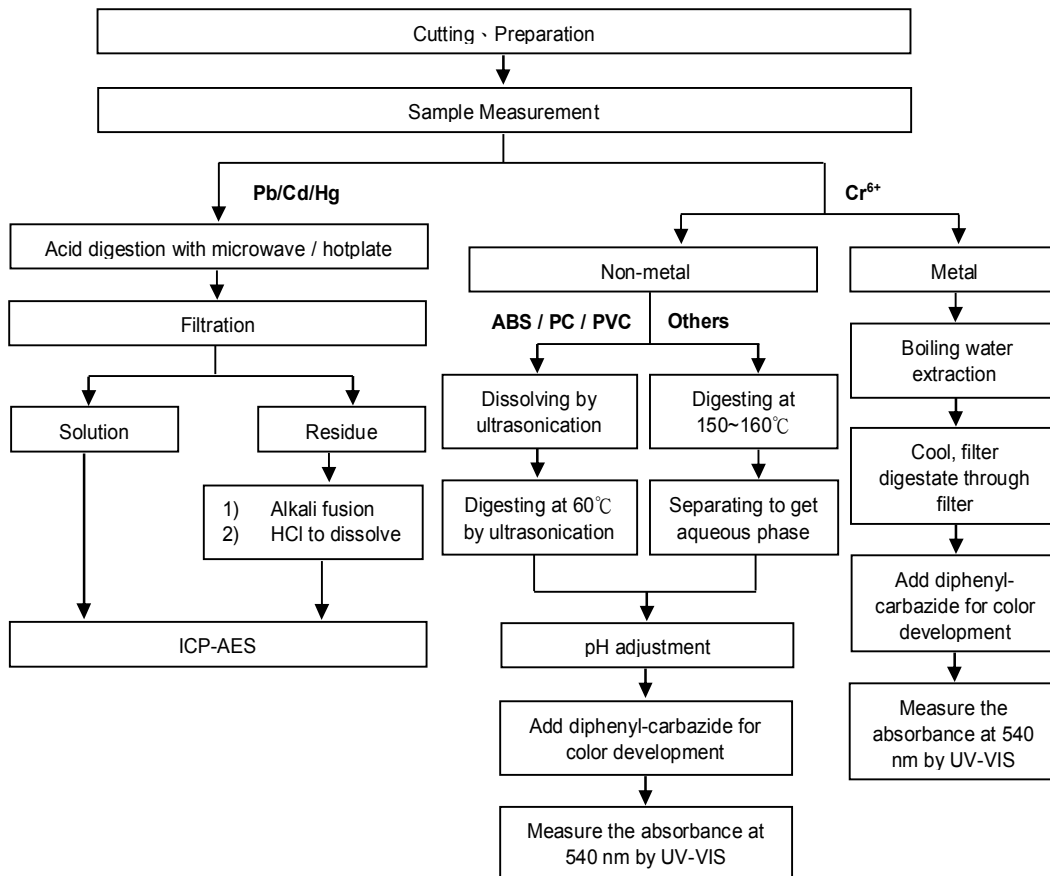 Cutting、Preparation
Sample Measurement
Pb/Cd/Hg
Cr⁶⁺
Acid digestion with microwave / hotplate
Non-metal
Metal
Filtration
ABS / PC / PVC
Others
Boiling water
extraction
Solution
Residue
Dissolving by
ultrasonication
Digesting at
150~160℃
Cool, filter
digestate through
filter
1) Alkali fusion
2) HCl to dissolve
Digesting at 60℃
by ultrasonication
Separating to get
aqueous phase
Add diphenyl-
carbazide for color
development
ICP-AES
pH adjustment
Measure the
absorbance at 540
nm by UV-VIS
Add diphenyl-carbazide for
color development
Measure the absorbance at
540 nm by UV-VIS